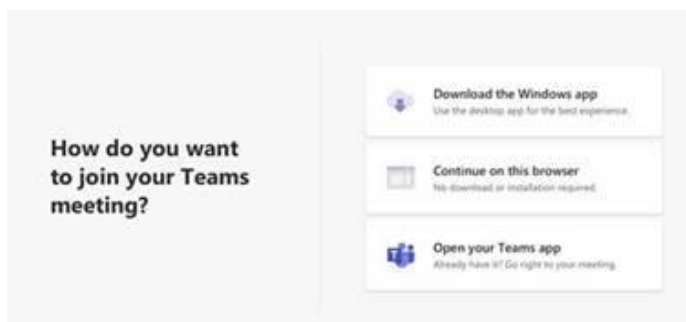 How do you want
to join your Teams
meeting?
Download the Windows app
Use the desktop app for the best experience.
Continue on this browser
No download or installation required.
Open your Teams app
Already have it? Go right to your meeting.